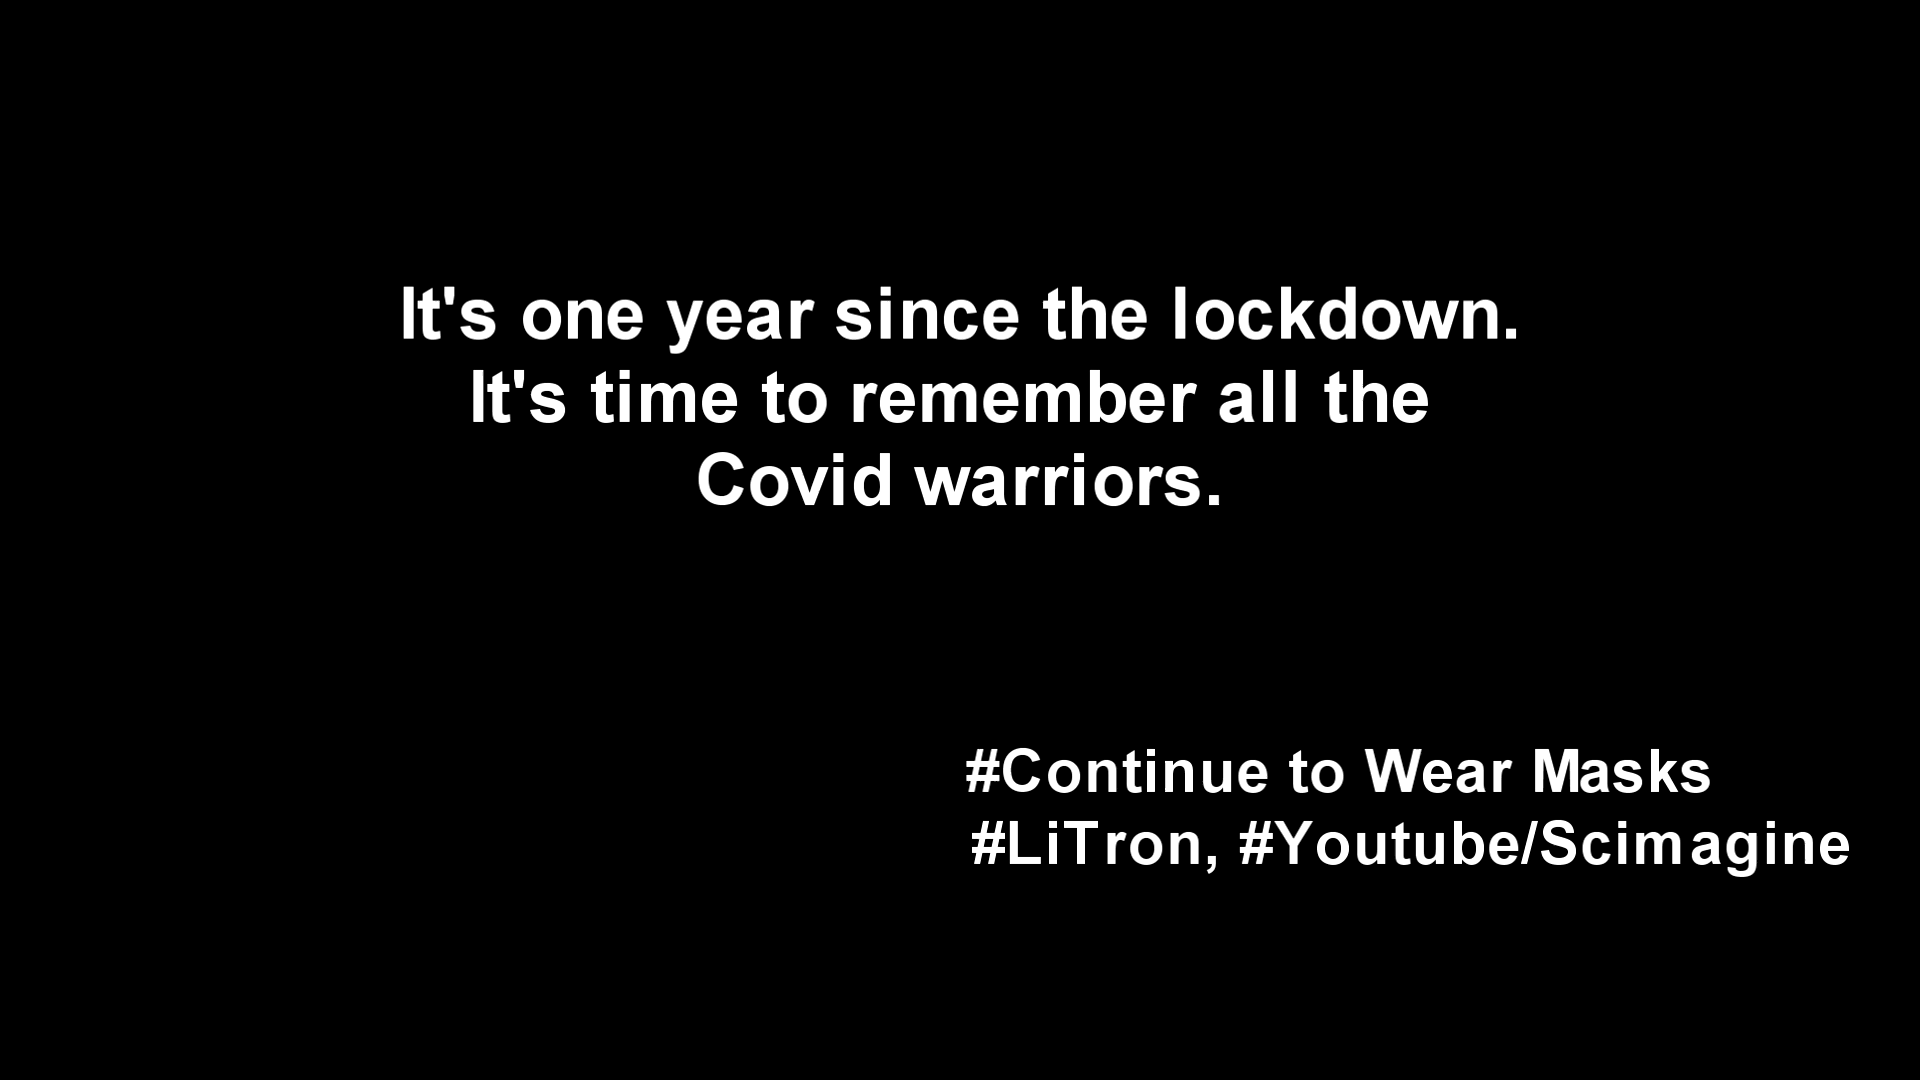 It's one year since the lockdown.
It's time to remember all the
Covid warriors.
#Continue to Wear Masks
#LiTron, #Youtube/Scimagine